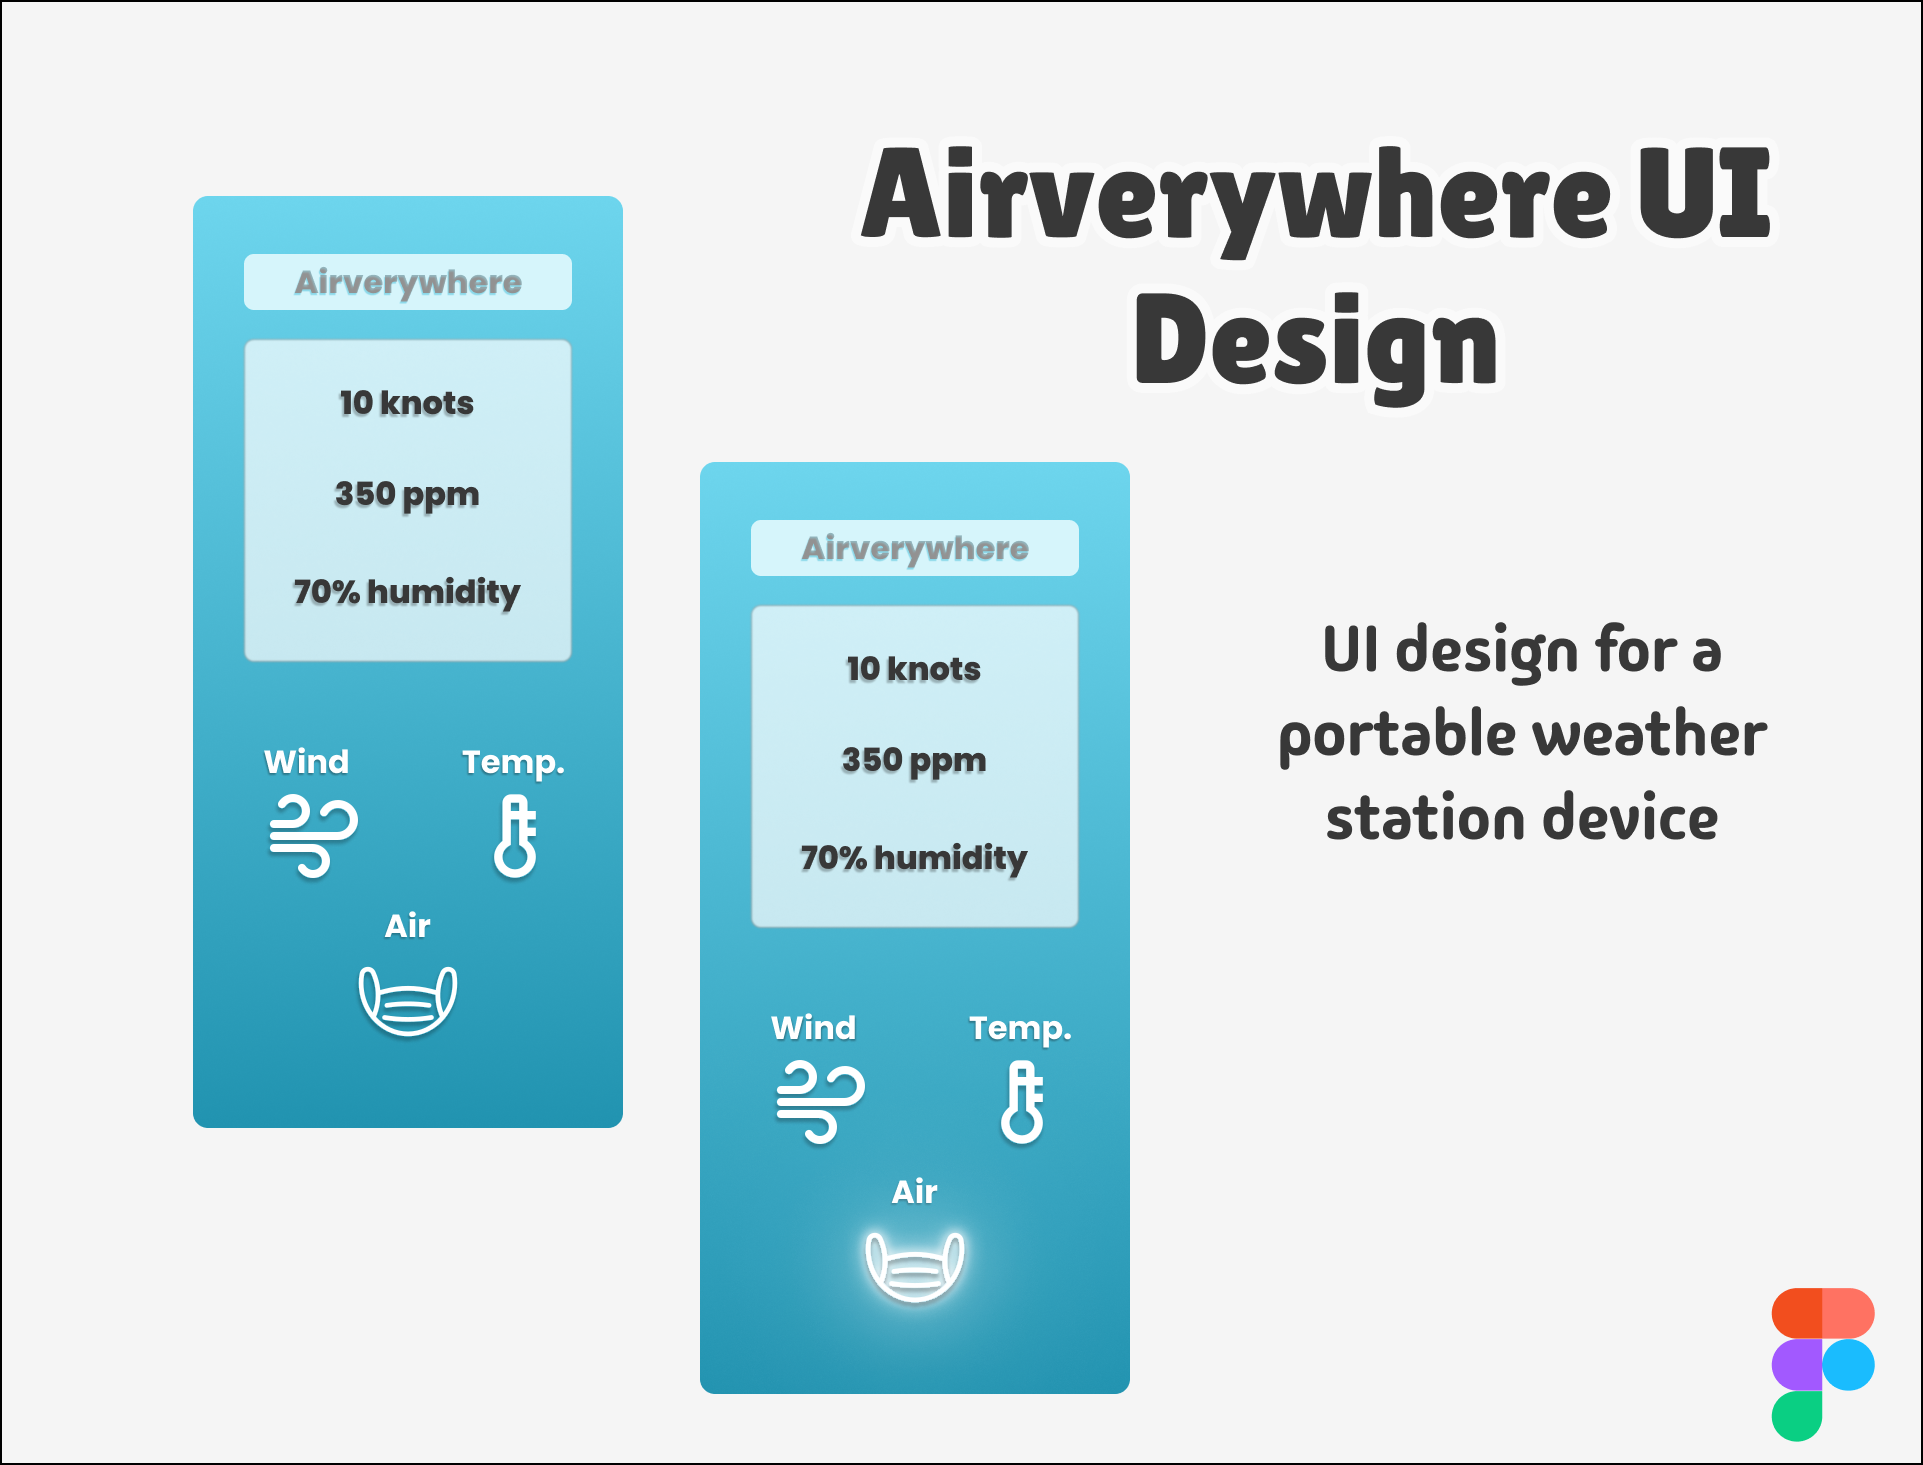 Airverywhere UI
Design
Airverywhere
10 knots
350 ppm
70% humidity
Wind
Temp.
Air
Airverywhere
10 knots
350 ppm
70% humidity
Wind
Temp.
Air
UI design for a
portable weather
station device